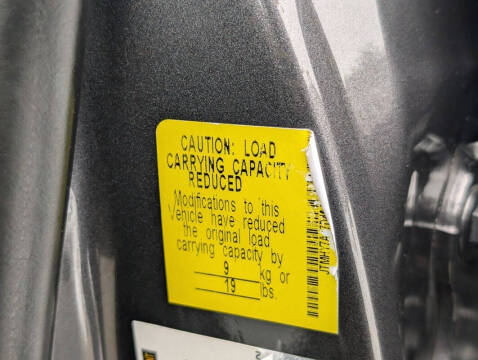 CAUTION: LOAD
CARRYING CAPACITY
REDUCED
Modifications to this
Vehicle have reduced
the original load
carrying capacity by
9 kg or
19 lbs.